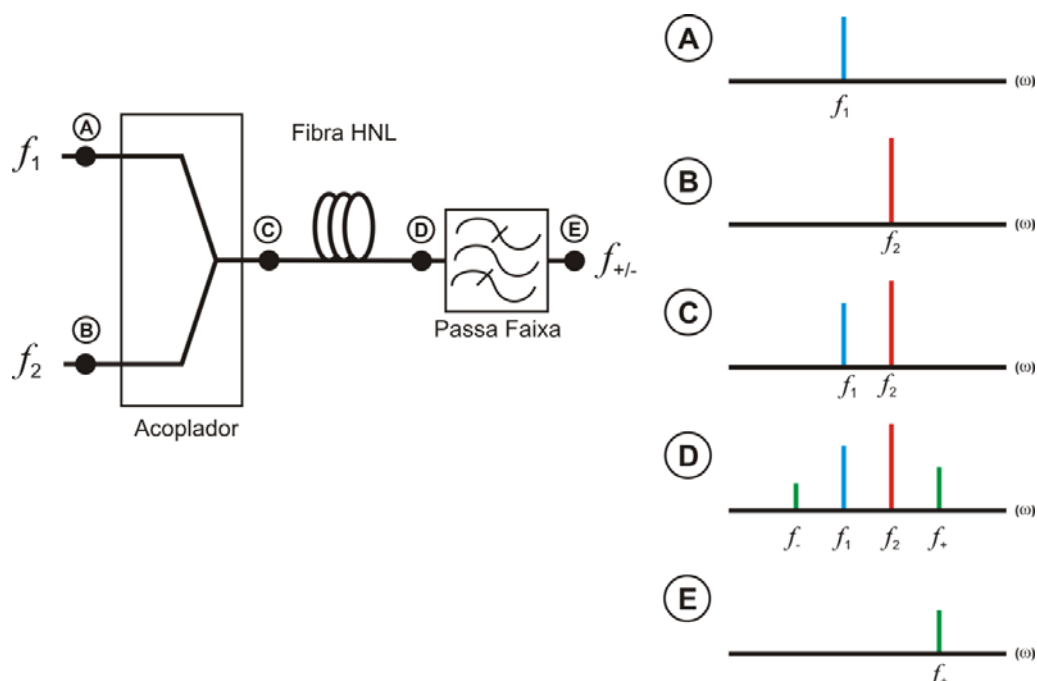 A
f₁
B
f₂
Acoplador
C
Fibra HNL
D
Passa Faixa
E
f₊/₋
A
(ω)
f₁
B
(ω)
f₂
C
(ω)
f₁ f₂
D
(ω)
f₋ f₁ f₂ f₊
E
(ω)
f₊